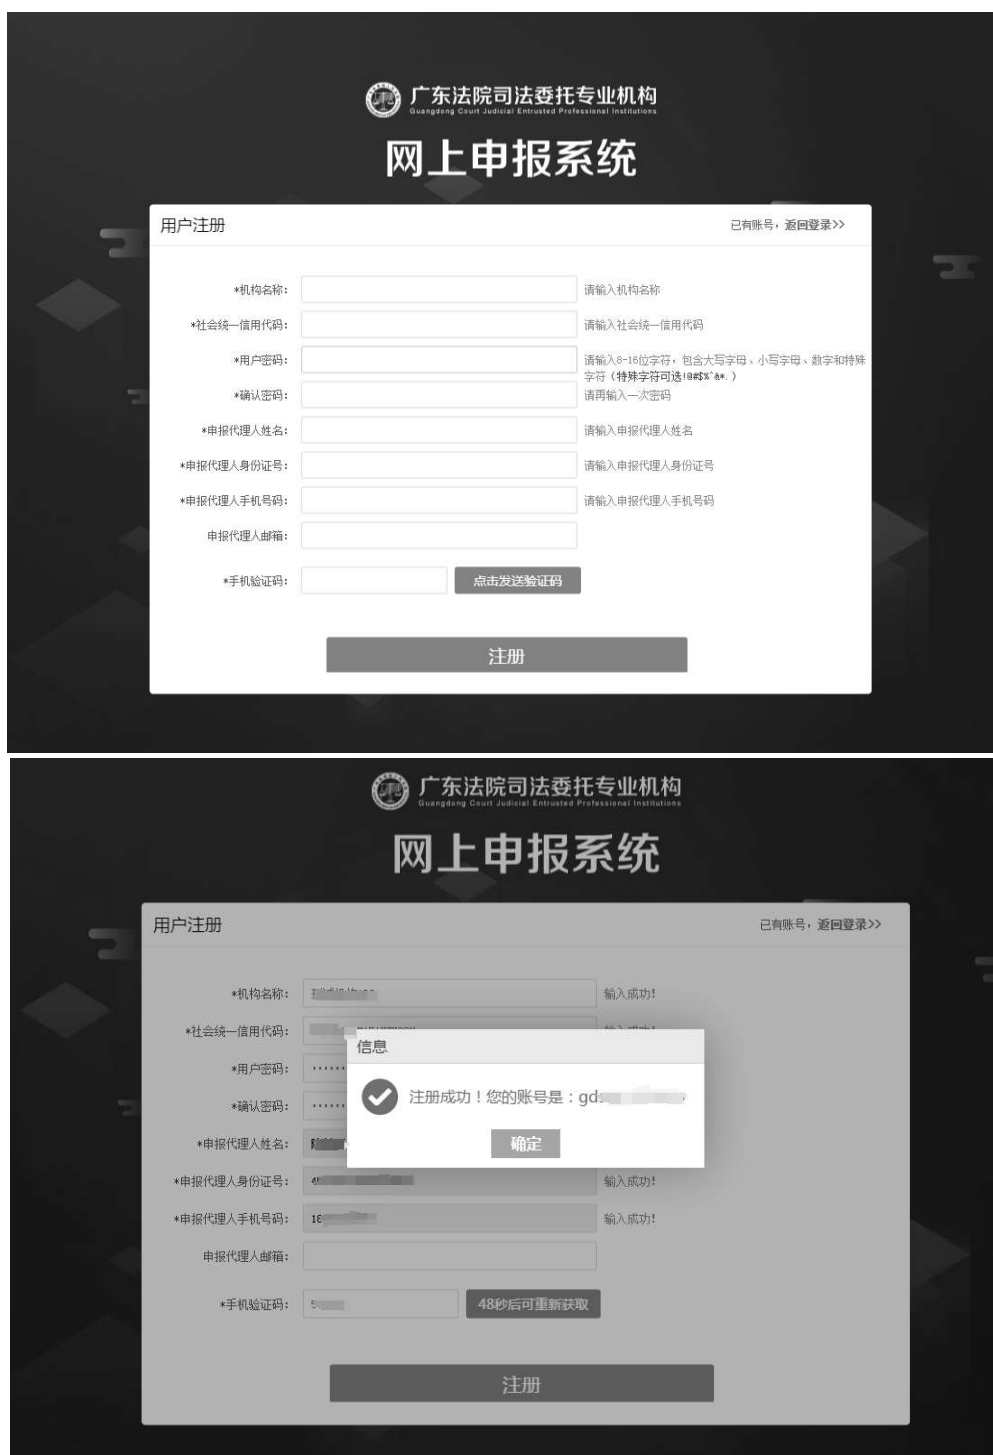 广东法院司法委托专业机构
Guangdong Court Judicial Entrusted Professional Institutions
网上申报系统
用户注册
已有账号，返回登录>>
*机构名称：
请输入机构名称
*社会统一信用代码：
请输入社会统一信用代码
*用户密码：
请输入8-16位字符，包含大写字母、小写字母、数字和特殊
字符（特殊字符可选!@#$%^&*.）
*确认密码：
请再输入一次密码
*申报代理人姓名：
请输入申报代理人姓名
*申报代理人身份证号：
请输入申报代理人身份证号
*申报代理人手机号码：
请输入申报代理人手机号码
申报代理人邮箱：
*手机验证码：
点击发送验证码
注册
广东法院司法委托专业机构
Guangdong Court Judicial Entrusted Professional Institutions
网上申报系统
用户注册
已有账号，返回登录>>
*机构名称：
输入成功!
*社会统一信用代码：
信息
*用户密码：
注册成功！您的账号是：gd
*确认密码：
确定
*申报代理人姓名：
*申报代理人身份证号：
输入成功!
*申报代理人手机号码：
输入成功!
申报代理人邮箱：
*手机验证码：
48秒后可重新获取
注册